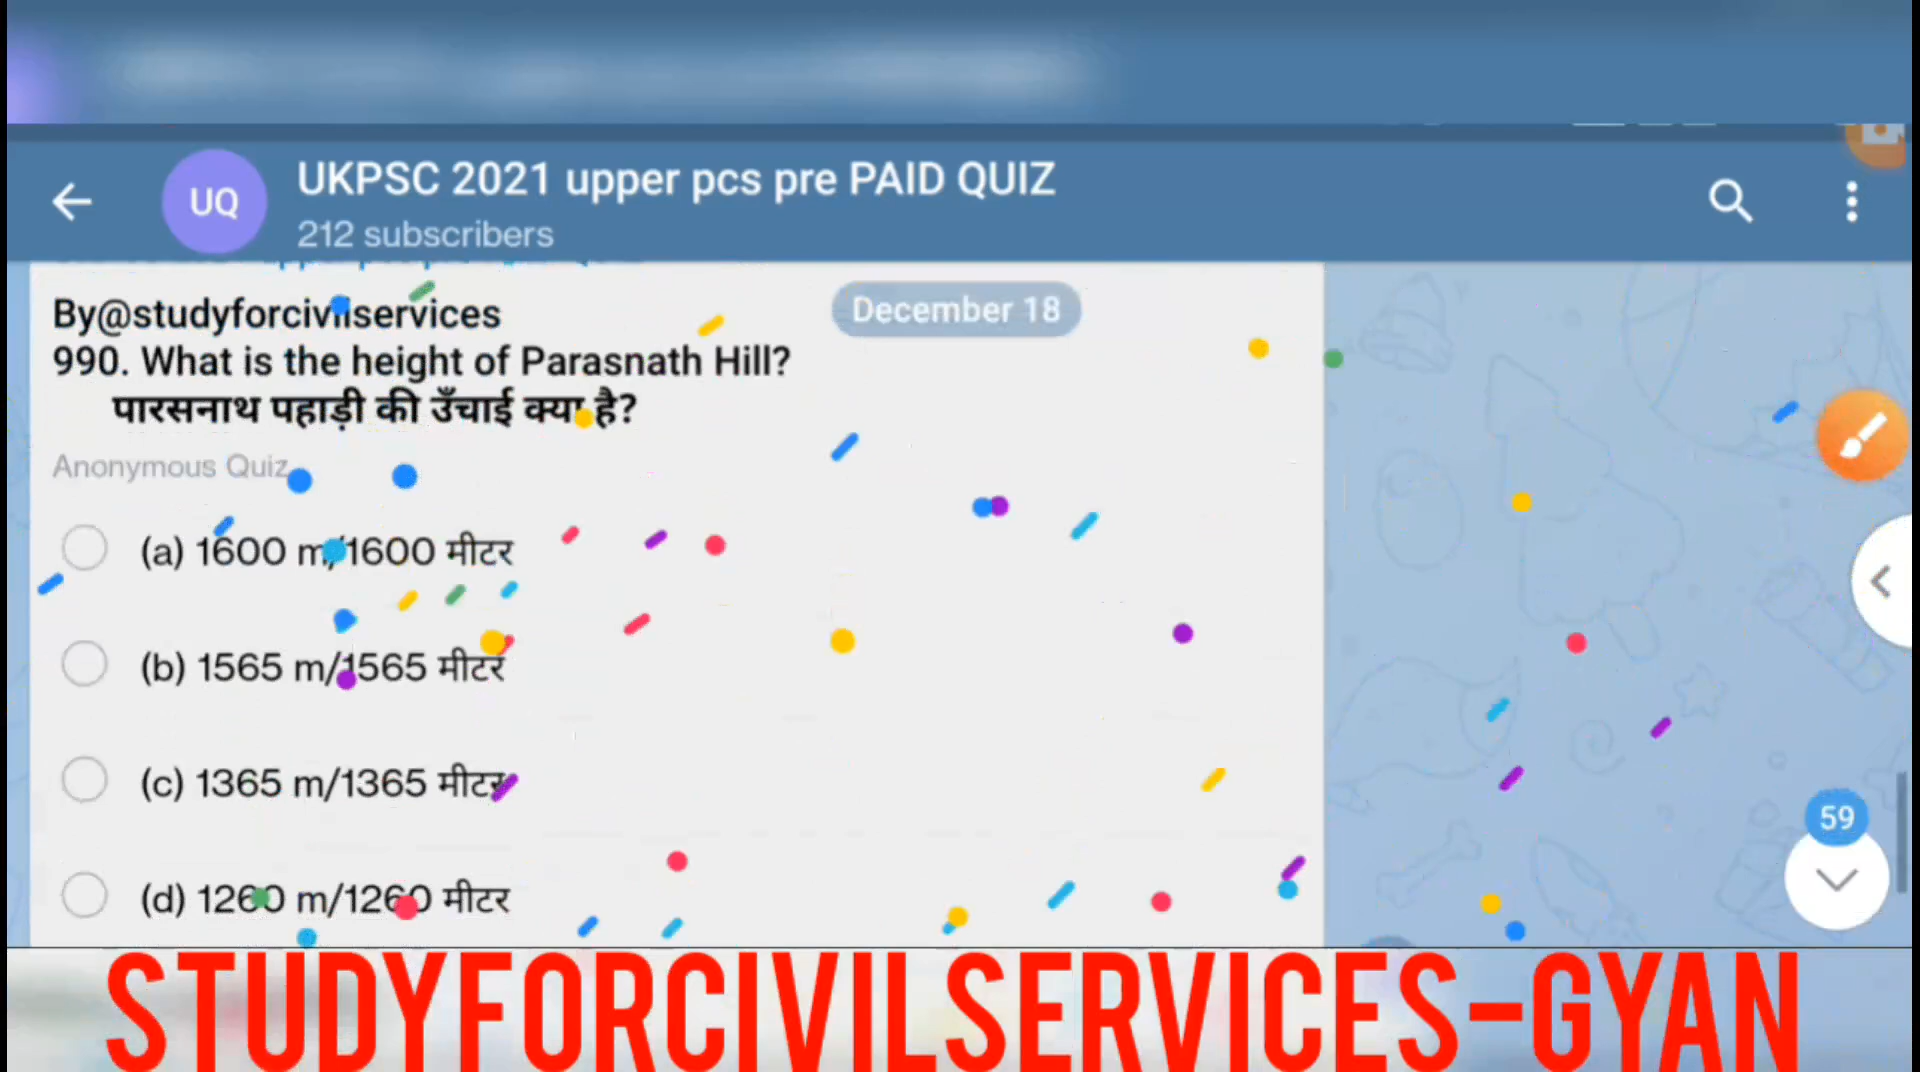 UQ
UKPSC 2021 upper pcs pre PAID QUIZ
212 subscribers
December 18
By@studyforcivilservices
990. What is the height of Parasnath Hill?
पारसनाथ पहाड़ी की उँचाई क्या है?
Anonymous Quiz
(a) 1600 m/1600 मीटर
(b) 1565 m/1565 मीटर
(c) 1365 m/1365 मीटर
(d) 1260 m/1260 मीटर
59
STUDYFORCIVILSERVICES-GYAN